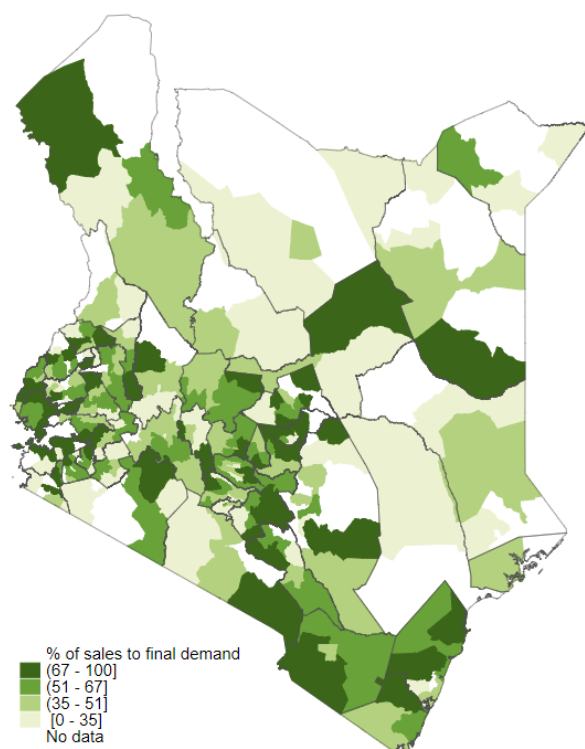 % of sales to final demand
(67 - 100]
(51 - 67]
(35 - 51]
[0 - 35]
No data